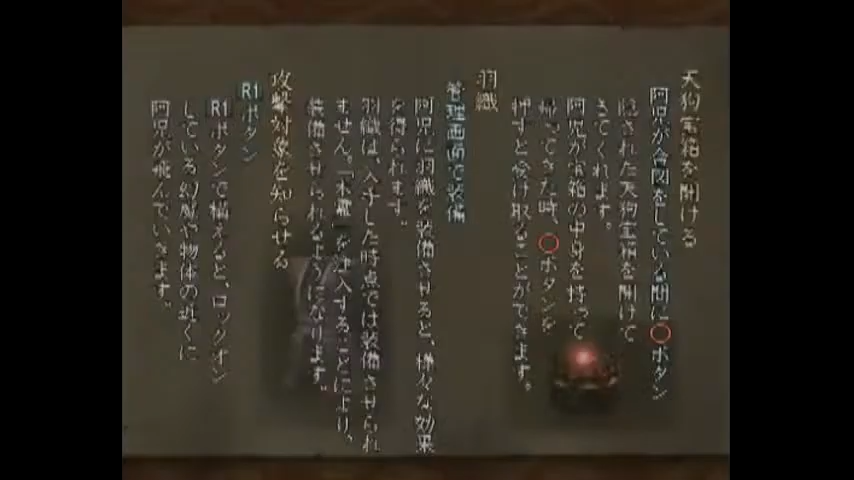 天狗宝箱を開ける
阿児が合図をしている間に○ボタン
隠された天狗宝箱を開けて
きてくれます。
阿児が宝箱の中身を持って
帰ってきた時、○ボタンを
押すと受け取ることができます。
羽織
管理画面で装備
阿児に羽織を装備させると、様々な効果
を得られます。
羽織は、入手した時点では装備させられ
ません。「木霊」を注入することにより、
装備させられるようになります。
攻撃対象を知らせる
R1ボタン
R1ボタンで構えると、ロックオン
している幻魔や物体の近くに
阿児が飛んでいきます。